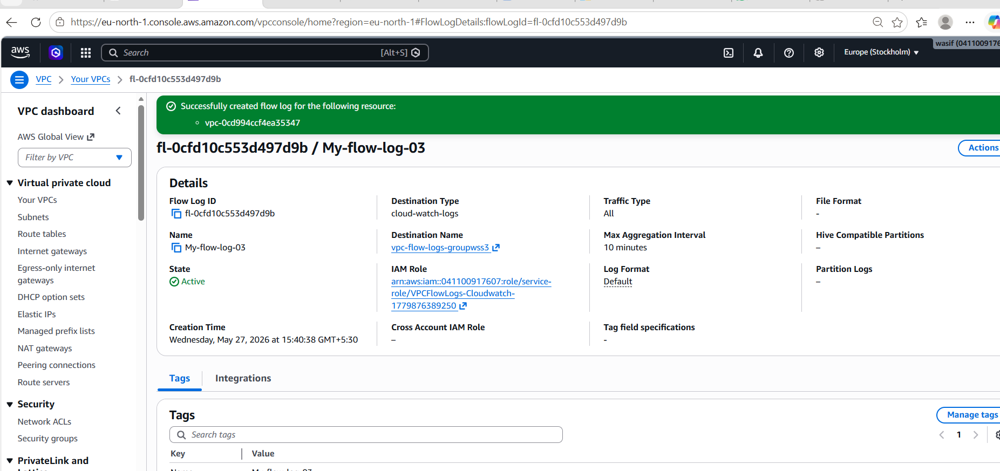 https://eu-north-1.console.aws.amazon.com/vpcconsole/home?region=eu-north-1#FlowLogDetails:flowLogId=fl-0cfd10c553d497d9b
aws
Search
[Alt+S]
Europe (Stockholm)
wasif (0411009176
VPC
Your VPCs
fl-0cfd10c553d497d9b
VPC dashboard
AWS Global View
Filter by VPC
Virtual private cloud
Your VPCs
Subnets
Route tables
Internet gateways
Egress-only internet
gateways
DHCP option sets
Elastic IPs
Managed prefix lists
NAT gateways
Peering connections
Route servers
Security
Network ACLs
Security groups
PrivateLink and
Successfully created flow log for the following resource:
vpc-0cd994ccf4ea35347
fl-0cfd10c553d497d9b / My-flow-log-03
Actions
Details
Flow Log ID
fl-0cfd10c553d497d9b
Destination Type
cloud-watch-logs
Traffic Type
All
File Format
-
Name
My-flow-log-03
Destination Name
vpc-flow-logs-groupwss3
Max Aggregation Interval
10 minutes
Hive Compatible Partitions
–
State
Active
IAM Role
arn:aws:iam::041100917607:role/service-
role/VPCFlowLogs-Cloudwatch-
1779876389250
Log Format
Default
Partition Logs
–
Creation Time
Wednesday, May 27, 2026 at 15:40:38 GMT+5:30
Cross Account IAM Role
–
Tag field specifications
-
Tags
Integrations
Tags
Manage tags
Search tags
1
Key
Value
Name
My-flow-log-03